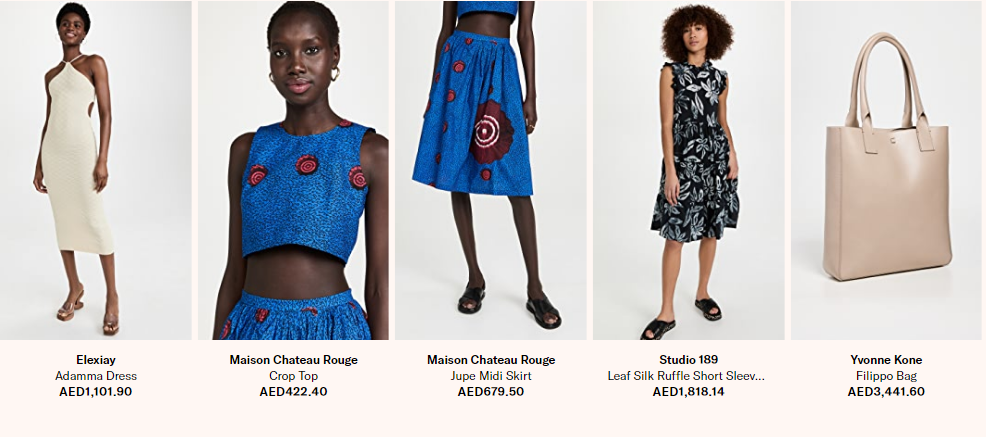 Elexiay
Adamma Dress
AED1,101.90
Maison Chateau Rouge
Crop Top
AED422.40
Maison Chateau Rouge
Jupe Midi Skirt
AED679.50
Studio 189
Leaf Silk Ruffle Short Sleev...
AED1,818.14
Yvonne Kone
Filippo Bag
AED3,441.60